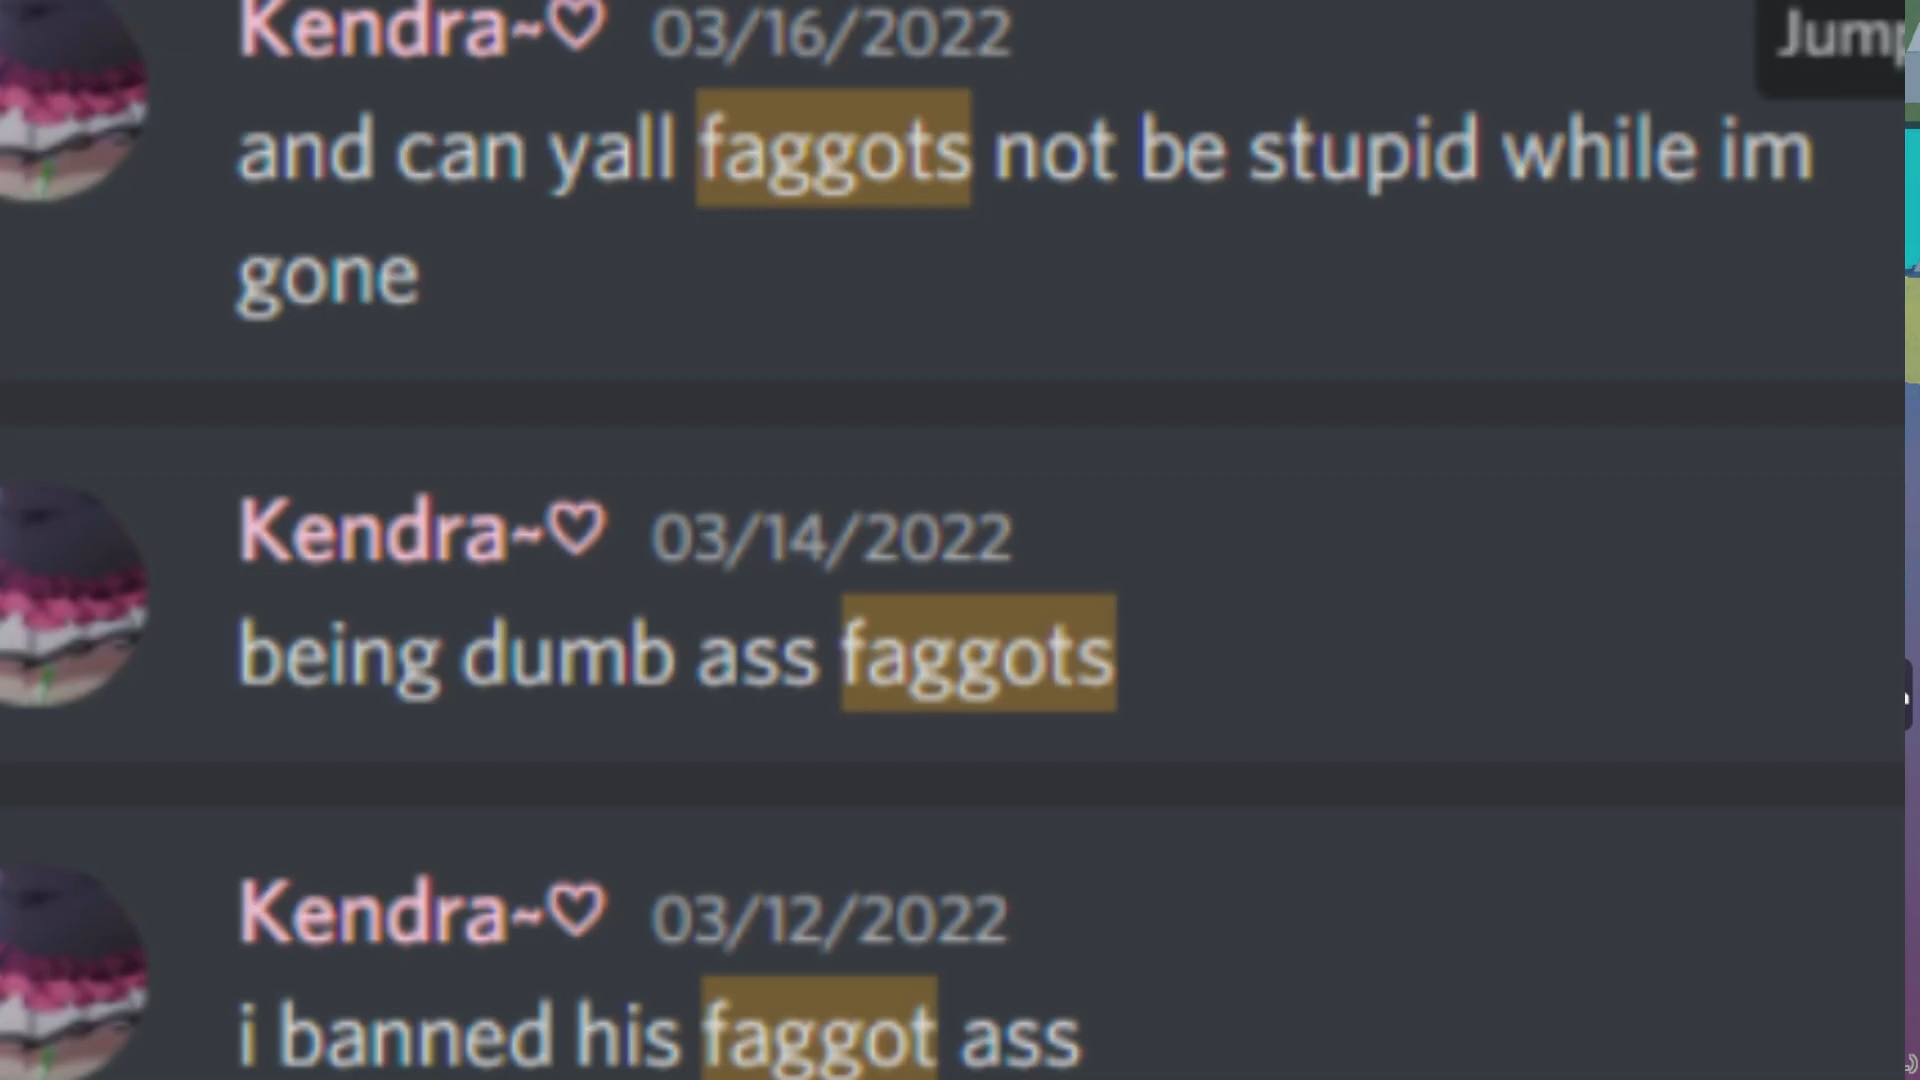 Kendra~♡ 03/16/2022
Jump
and can yall faggots not be stupid while im
gone
Kendra~♡ 03/14/2022
being dumb ass faggots
Kendra~♡ 03/12/2022
i banned his faggot ass